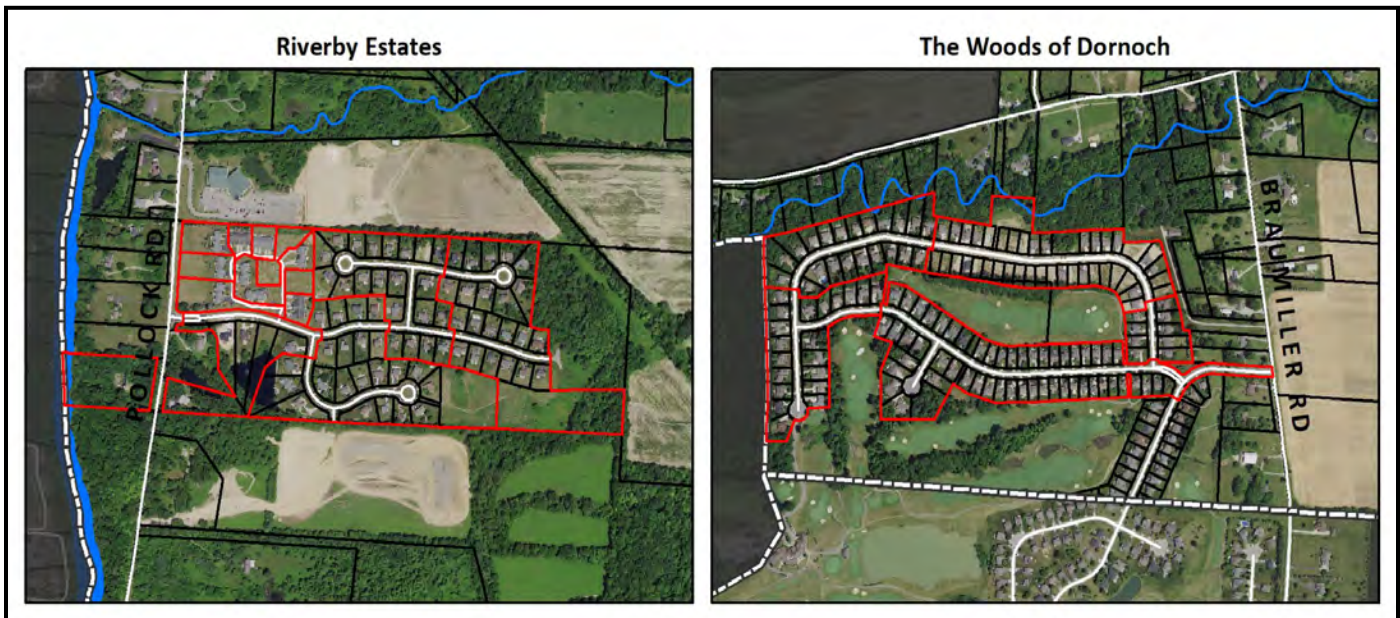 Riverby Estates
The Woods of Dornoch
POLLOCK RD
BRAUMILLER RD